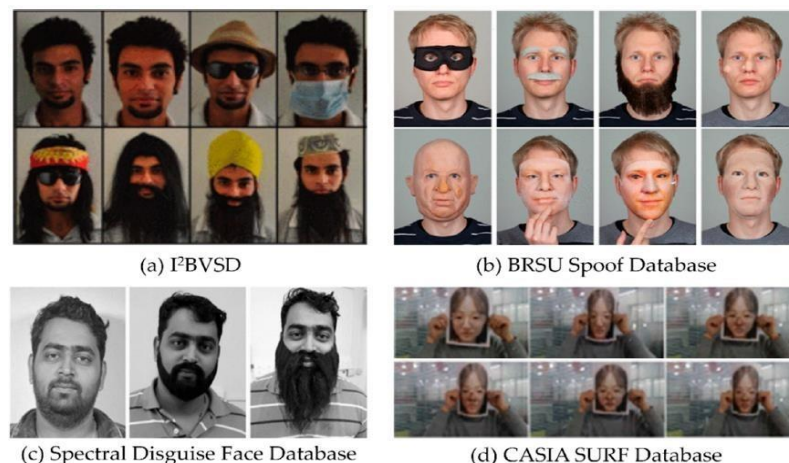 (a) I²BVSD
(b) BRSU Spoof Database
(c) Spectral Disguise Face Database
(d) CASIA SURF Database